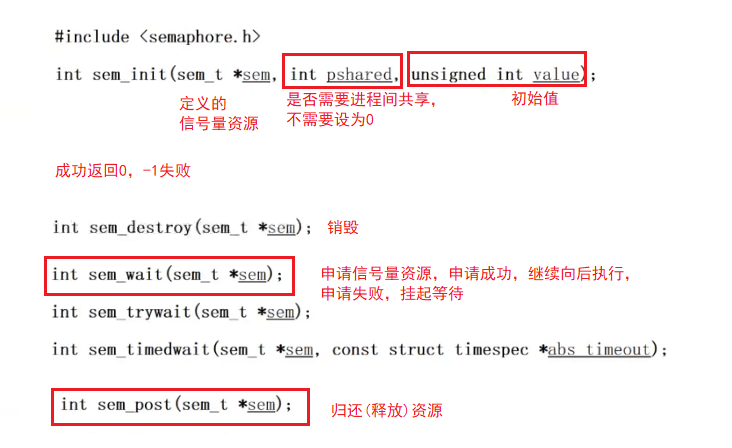 #include <semaphore.h>
int sem_init(sem_t *sem, int pshared, unsigned int value);
定义的
信号量资源
是否需要进程间共享，
不需要设为0
初始值
成功返回0，-1失败
int sem_destroy(sem_t *sem); 销毁
int sem_wait(sem_t *sem);
申请信号量资源，申请成功，继续向后执行，
申请失败，挂起等待
int sem_trywait(sem_t *sem);
int sem_timedwait(sem_t *sem, const struct timespec *abs_timeout);
int sem_post(sem_t *sem); 归还(释放)资源